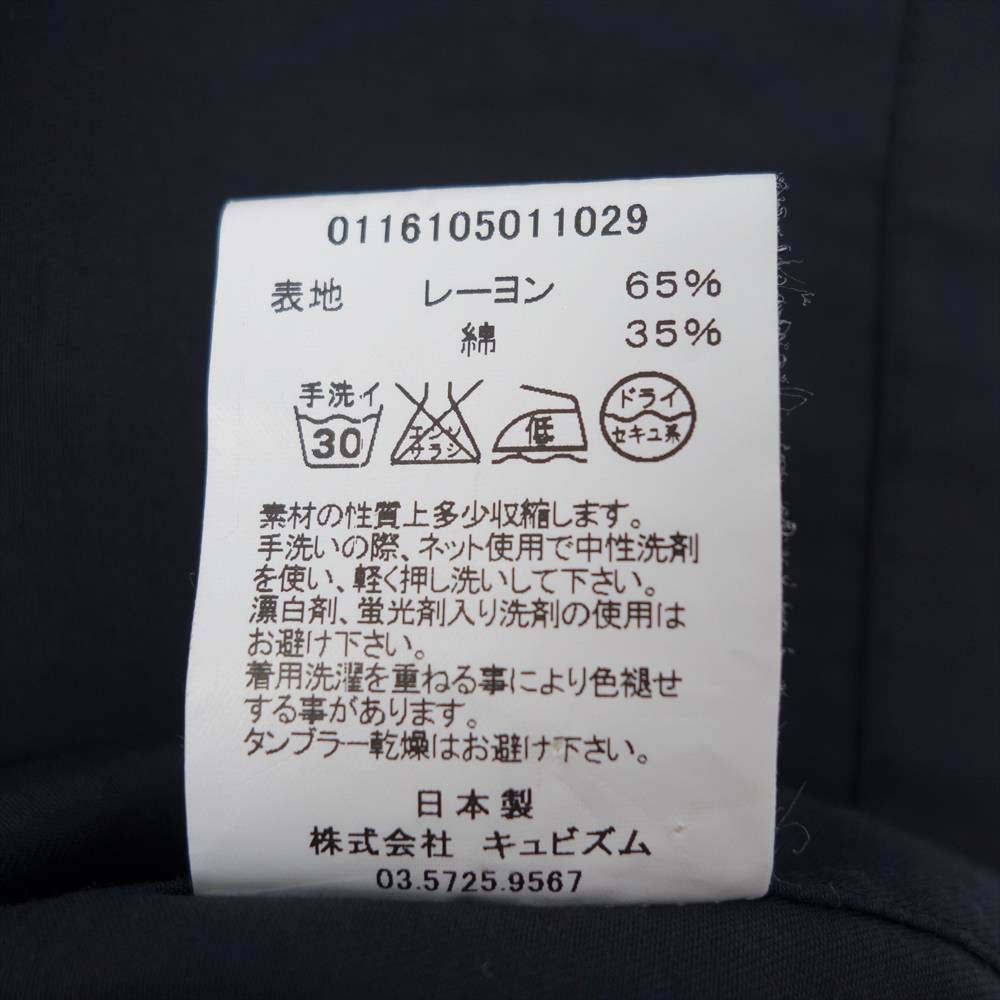 0116105011029
表地 レーヨン 65%
綿 35%
手洗イ
30
エンソ
サラシ
低
ドライ
セキユ系
素材の性質上多少収縮します。
手洗いの際、ネット使用で中性洗剤
を使い、軽く押し洗いして下さい。
漂白剤、蛍光剤入り洗剤の使用は
お避け下さい。
着用洗濯を重ねる事により色褪せ
する事があります。
タンブラー乾燥はお避け下さい。
日本製
株式会社 キュビズム
03.5725.9567